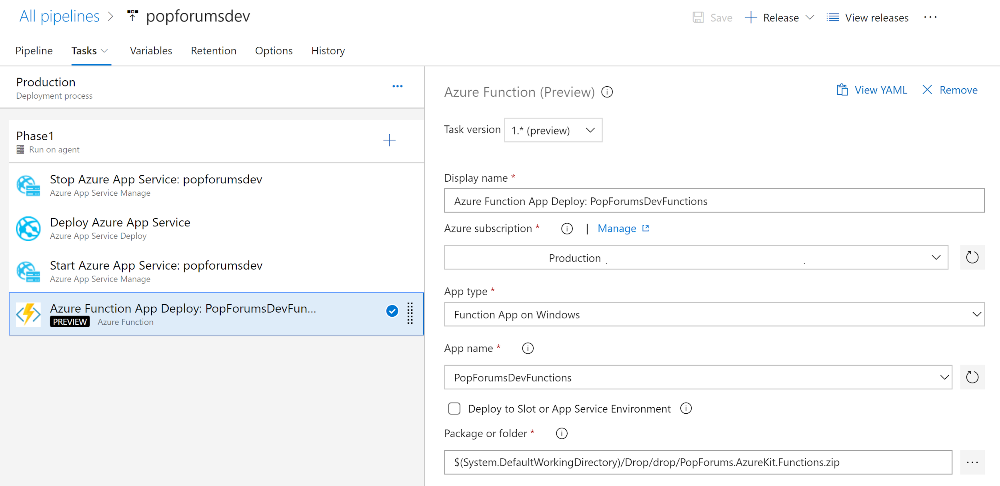 All pipelines > popforumsdev
Save + Release View releases ...
Pipeline Tasks Variables Retention Options History
Production
Deployment process
...
Phase1
Run on agent
Stop Azure App Service: popforumsdev
Azure App Service Manage
Deploy Azure App Service
Azure App Service Deploy
Start Azure App Service: popforumsdev
Azure App Service Manage
Azure Function App Deploy: PopForumsDevFun...
PREVIEW Azure Function
Azure Function (Preview)
View YAML Remove
Task version 1.* (preview)
Display name *
Azure Function App Deploy: PopForumsDevFunctions
Azure subscription * | Manage
Production
App type *
Function App on Windows
App name *
PopForumsDevFunctions
Deploy to Slot or App Service Environment
Package or folder *
$(System.DefaultWorkingDirectory)/Drop/drop/PopForums.AzureKit.Functions.zip
...